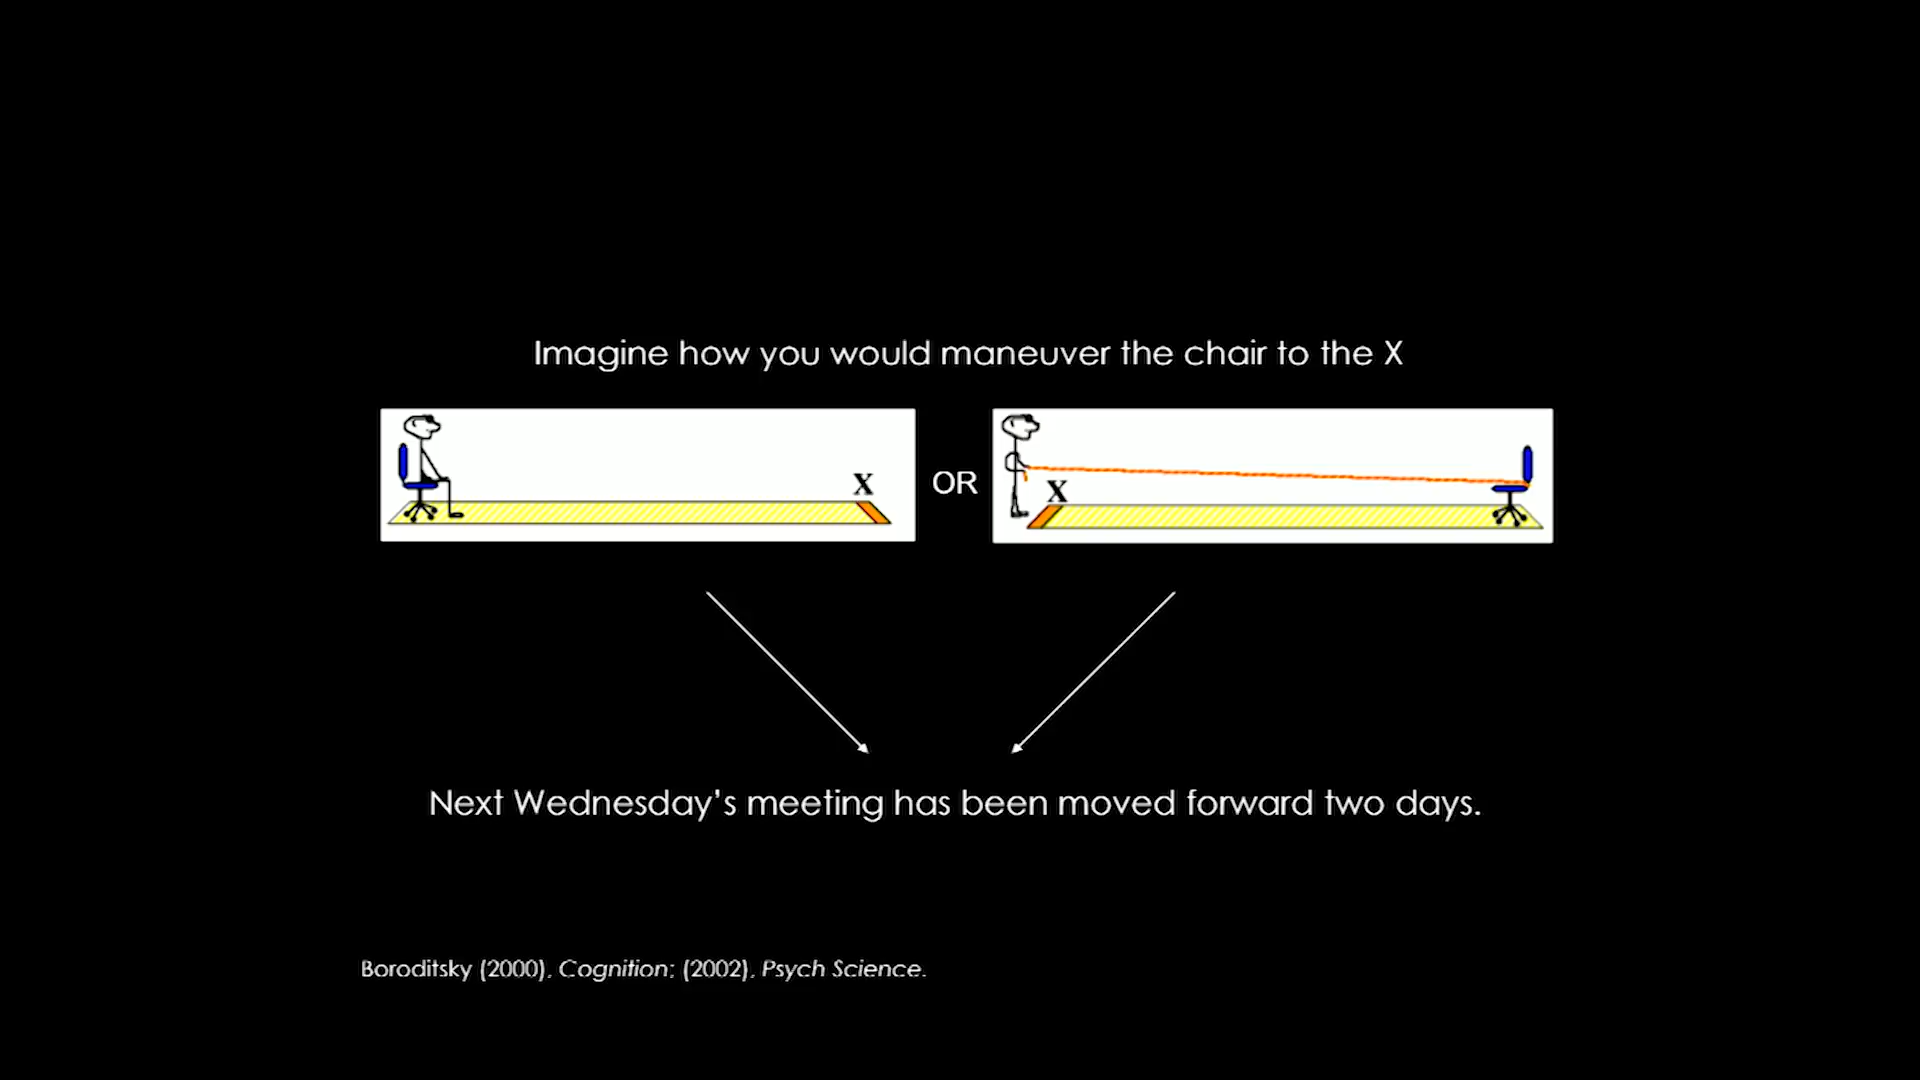 Imagine how you would maneuver the chair to the X
X
OR
X
Next Wednesday's meeting has been moved forward two days.
Boroditsky (2000), Cognition; (2002), Psych Science.